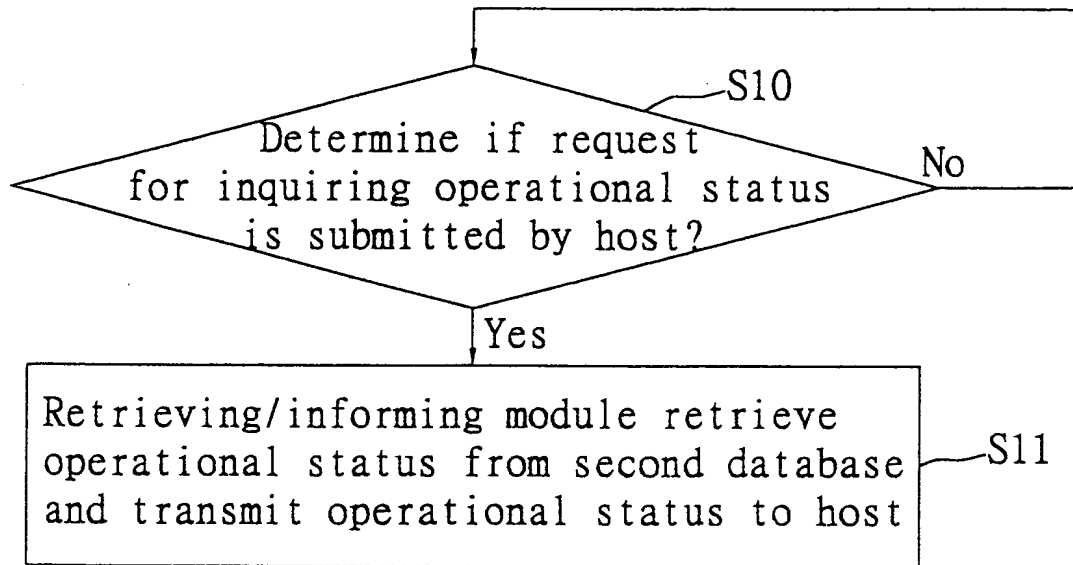 S10
Determine if request
for inquiring operational status
is submitted by host?
No
Yes
Retrieving/informing module retrieve
operational status from second database
and transmit operational status to host
S11